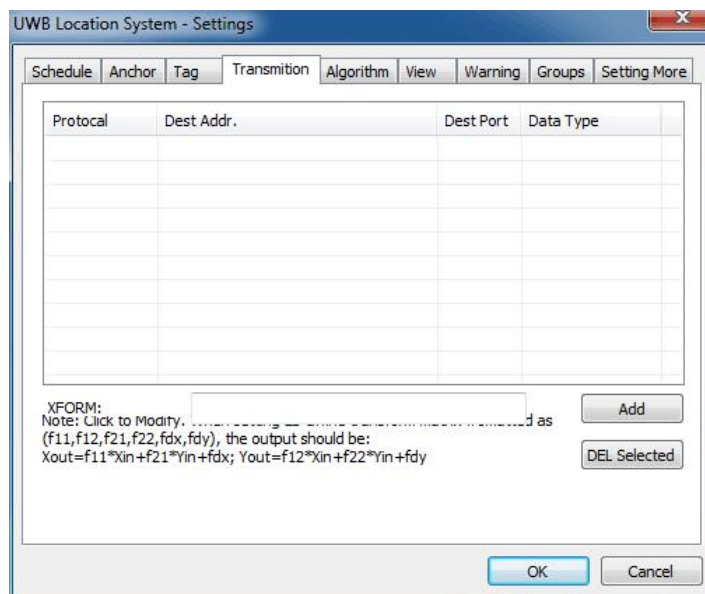 UWB Location System - Settings
Schedule Anchor Tag Transmition Algorithm View Warning Groups Setting More
Protocal Dest Addr. Dest Port Data Type
XFORM:
Add
Note: Click to Modify. d as
(f11,f12,f21,f22,fdx,fdy), the output should be:
Xout=f11*Xin+f21*Yin+fdx; Yout=f12*Xin+f22*Yin+fdy
DEL Selected
OK Cancel